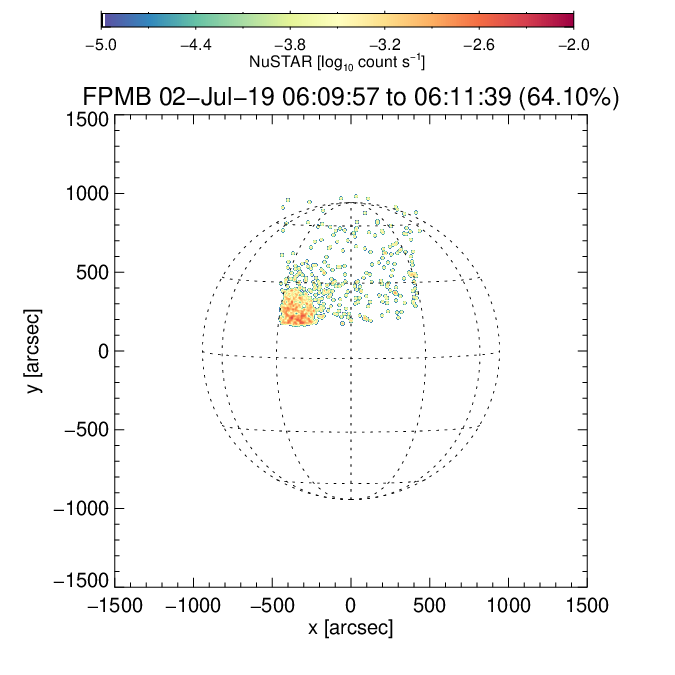 −5.0 −4.4 −3.8 −3.2 −2.6 −2.0
NuSTAR [log10 count s−1]
FPMB 02−Jul−19 06:09:57 to 06:11:39 (64.10%)
1500
1000
500
0
−500
−1000
−1500
y [arcsec]
−1500 −1000 −500 0 500 1000 1500
x [arcsec]